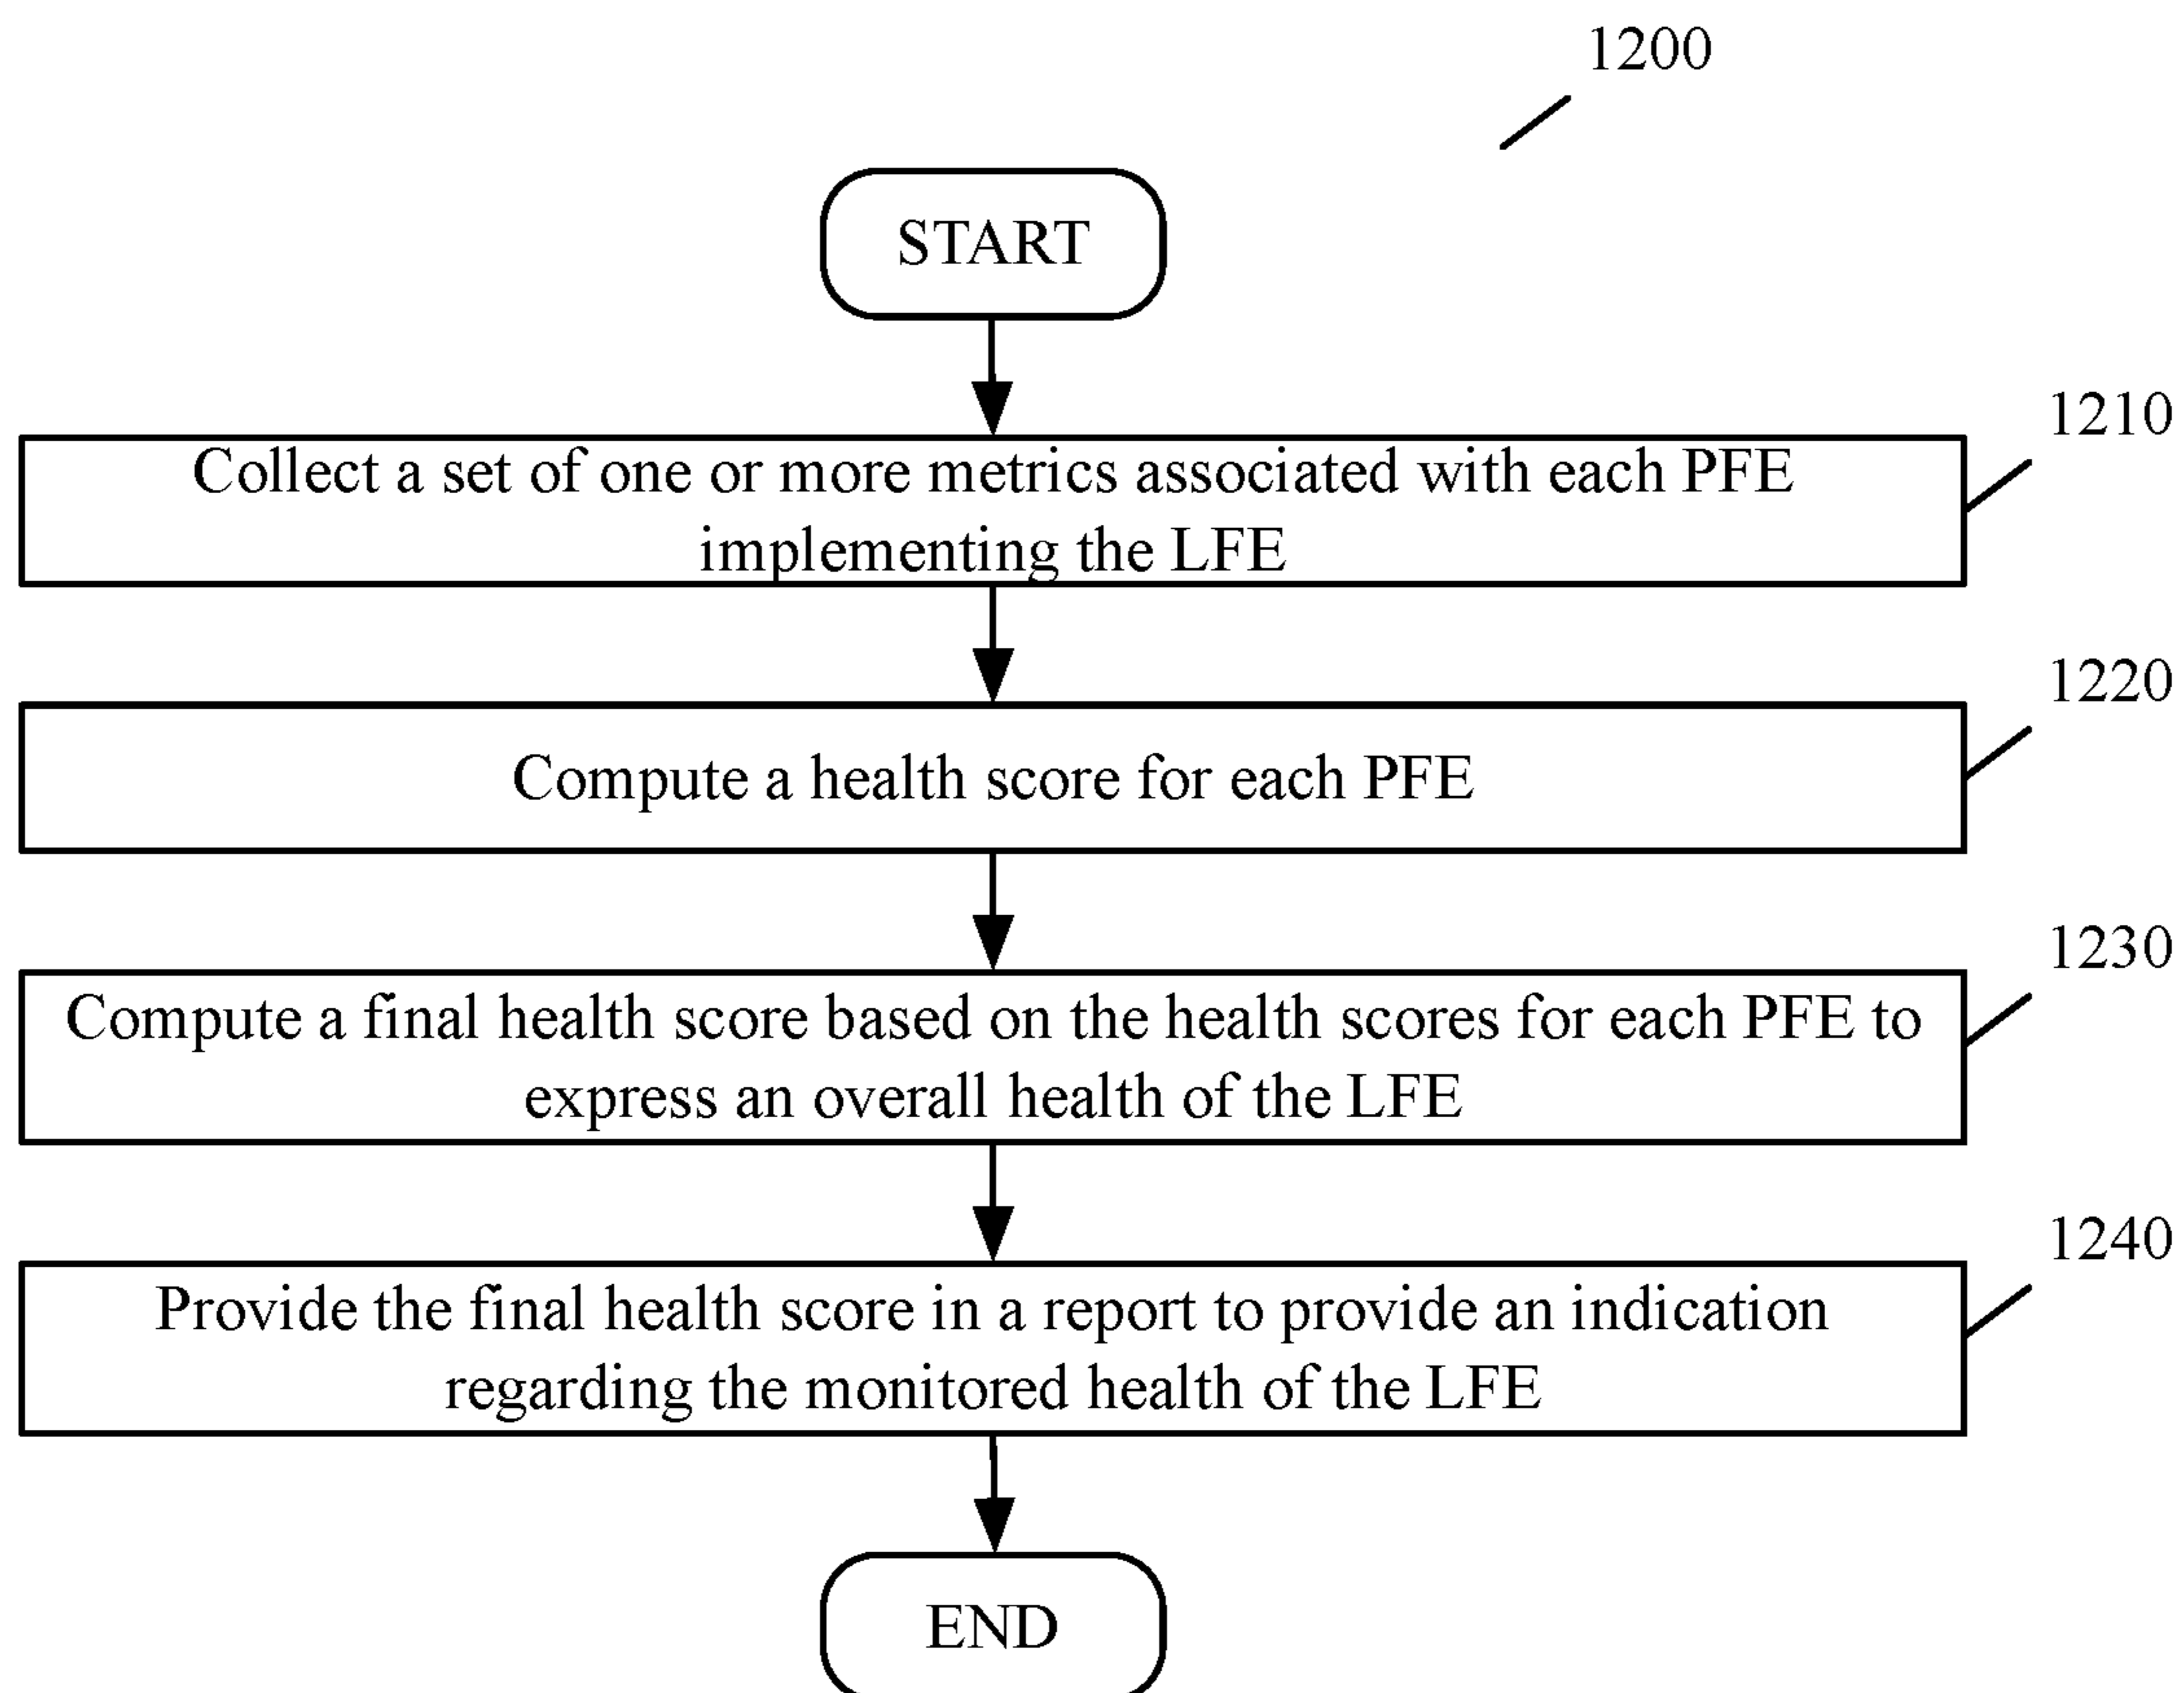 1200
START
1210
Collect a set of one or more metrics associated with each PFE
implementing the LFE
1220
Compute a health score for each PFE
1230
Compute a final health score based on the health scores for each PFE to
express an overall health of the LFE
1240
Provide the final health score in a report to provide an indication
regarding the monitored health of the LFE
END